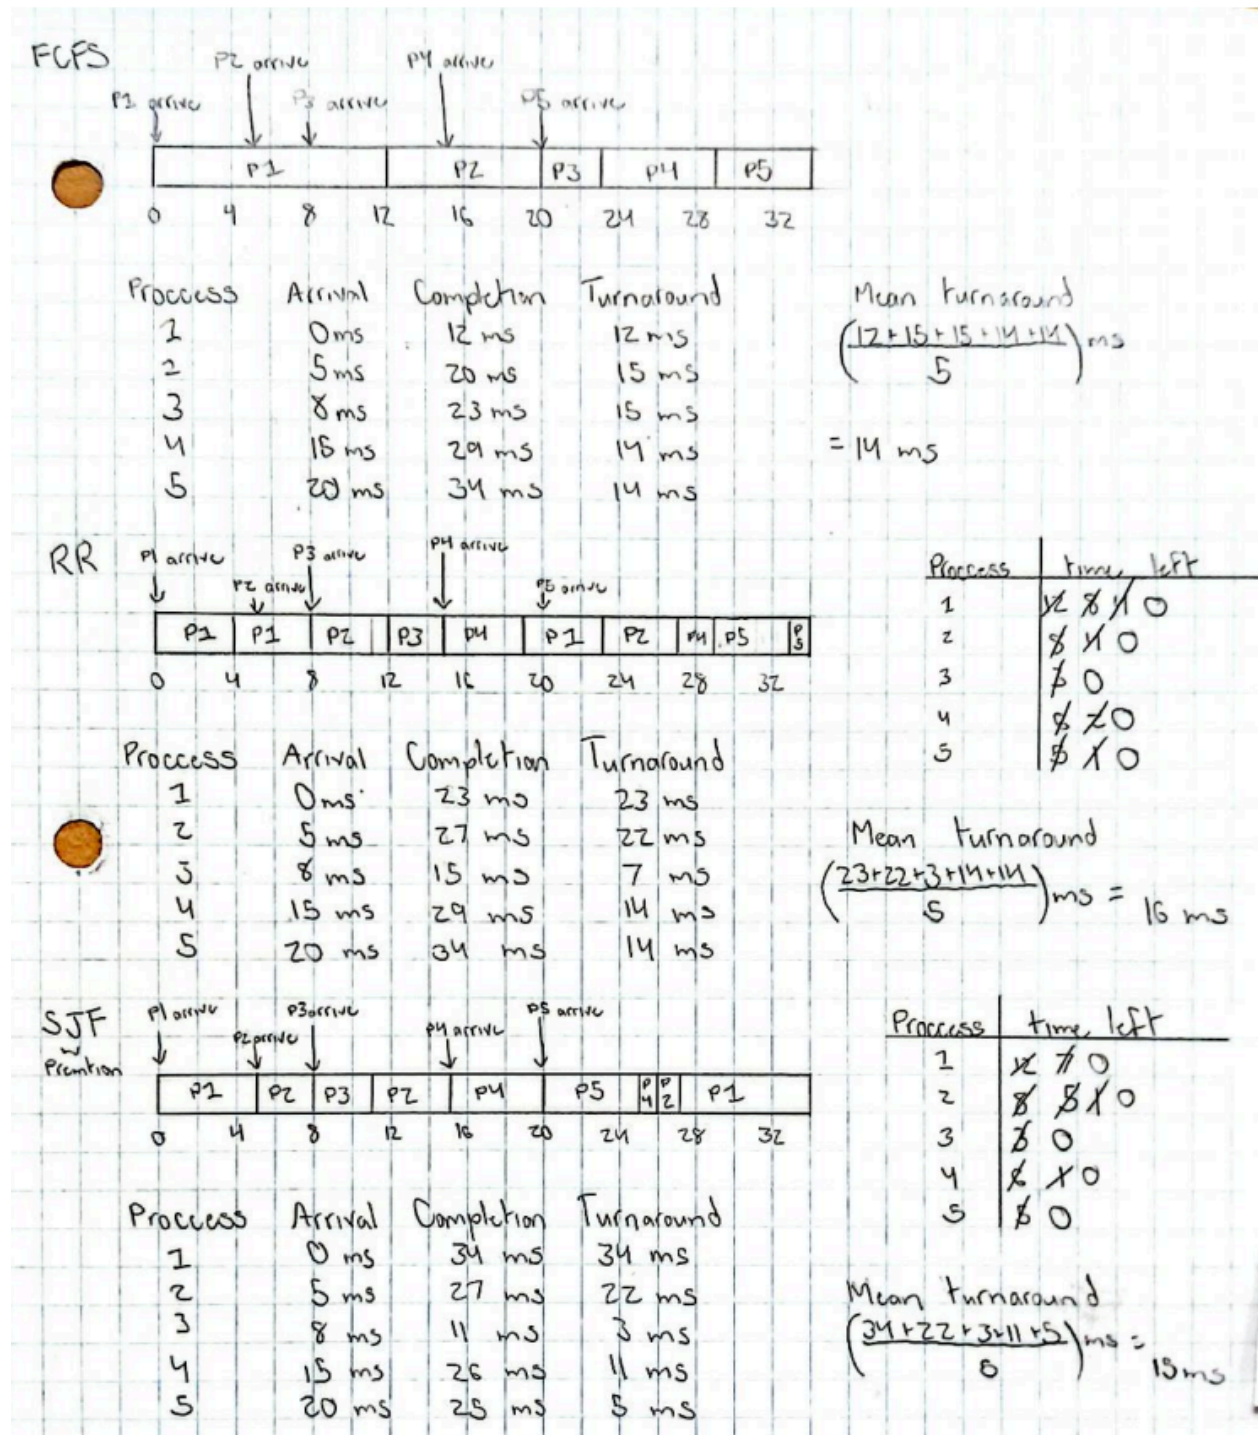 FCFS
P2 arrive P4 arrive
P1 arrive P3 arrive P5 arrive
P1 P2 P3 P4 P5
0 4 8 12 16 20 24 28 32
Proccess Arrival Completion Turnaround
1 0ms 12 ms 12 ms
2 5ms 20 ms 15 ms
3 8ms 23 ms 15 ms
4 15 ms 29 ms 14 ms
5 20 ms 34 ms 14 ms
Mean turnaround
(12+15+15+14+14
5) ms
= 14 ms
RR
P1 arrive P3 arrive P4 arrive
P2 arrive P5 arrive
P1 P1 P2 P3 P4 P1 P2 P4 P5 P5
0 4 8 12 16 20 24 28 32
Proccess time left
1 12 8 4 0
2 8 4 0
3 3 0
4 6 2 0
5 5 1 0
Proccess Arrival Completion Turnaround
1 0ms 23 ms 23 ms
2 5 ms 27 ms 22 ms
3 8 ms 15 ms 7 ms
4 15 ms 29 ms 14 ms
5 20 ms 34 ms 14 ms
Mean turnaround
(23+22+3+14+14
5) ms = 16 ms
SJF
P1 arrive P3 arrive P5 arrive
P2 arrive P4 arrive
P1 P2 P3 P2 P4 P5 P4 P2 P1
0 4 8 12 16 20 24 28 32
Proccess time left
1 12 7 0
2 8 5 1 0
3 3 0
4 6 1 0
5 5 0
Proccess Arrival Completion Turnaround
1 0 ms 34 ms 34 ms
2 5 ms 27 ms 22 ms
3 8 ms 11 ms 3 ms
4 15 ms 26 ms 11 ms
5 20 ms 25 ms 5 ms
Mean turnaround
(34+22+3+11+5
5) ms = 15ms